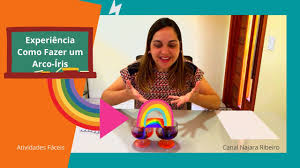 Experiência
Como Fazer um
Arco-Íris
Atividades Fáceis
Canal Najara Ribeiro